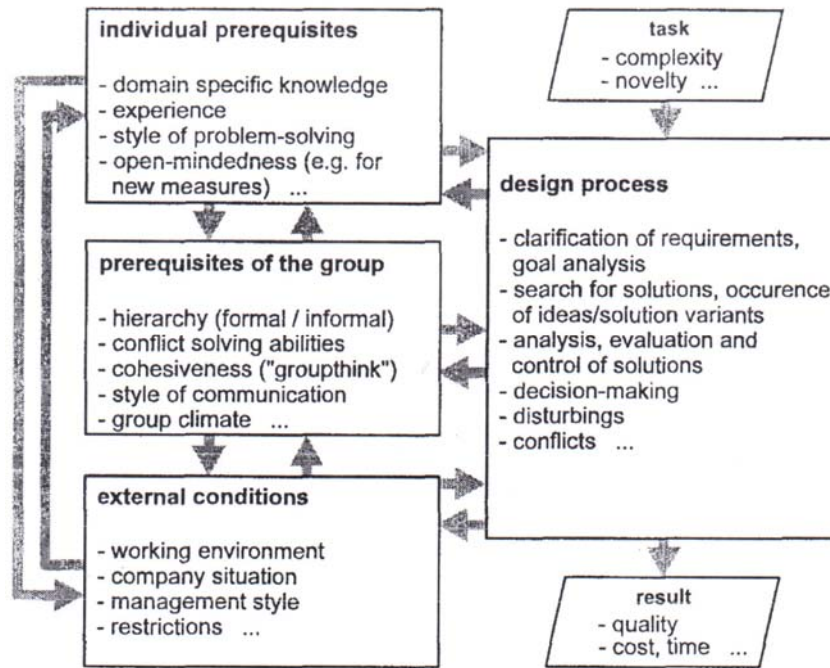 individual prerequisites
- domain specific knowledge
- experience
- style of problem-solving
- open-mindedness (e.g. for
new measures) ...
prerequisites of the group
- hierarchy (formal / informal)
- conflict solving abilities
- cohesiveness ("groupthink")
- style of communication
- group climate ...
external conditions
- working environment
- company situation
- management style
- restrictions ...
task
- complexity
- novelty ...
design process
- clarification of requirements,
goal analysis
- search for solutions, occurence
of ideas/solution variants
- analysis, evaluation and
control of solutions
- decision-making
- disturbings
- conflicts ...
result
- quality
- cost, time ...